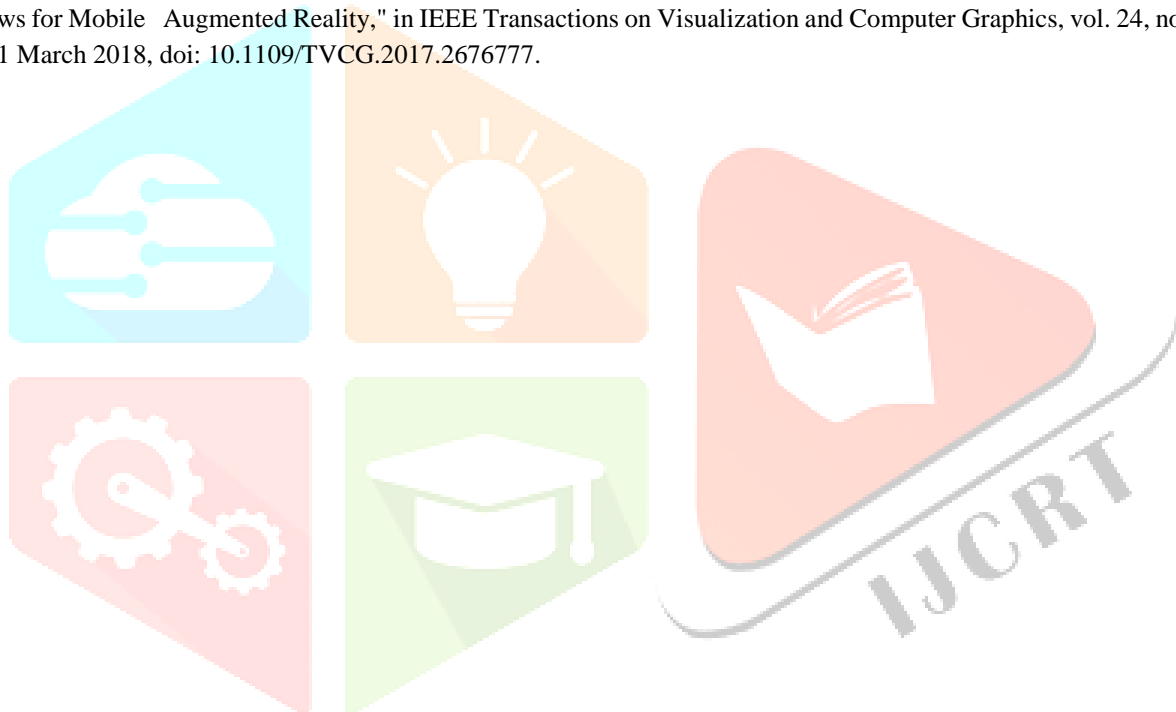 ws for Mobile Augmented Reality," in IEEE Transactions on Visualization and Computer Graphics, vol. 24, no
1 March 2018, doi: 10.1109/TVCG.2017.2676777.
IJCRT